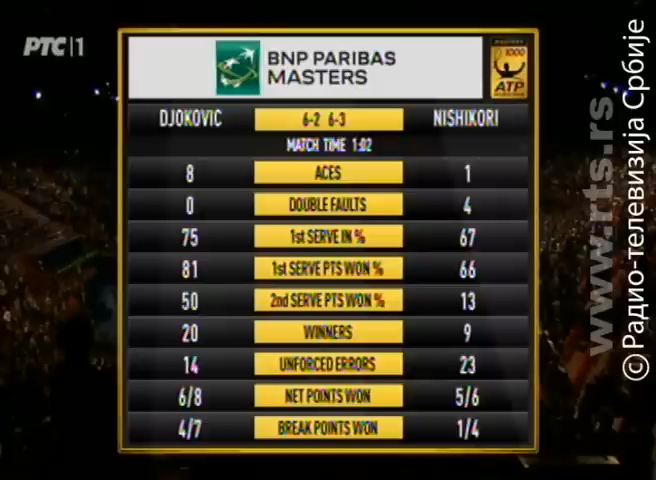 РТС|1
BNP PARIBAS
MASTERS
MASTERS
1000
ATP
DJOKOVIC 6-2 6-3 NISHIKORI
MATCH TIME 1:02
8 ACES 1
0 DOUBLE FAULTS 4
75 1st SERVE IN % 67
81 1st SERVE PTS WON % 66
50 2nd SERVE PTS WON % 13
20 WINNERS 9
14 UNFORCED ERRORS 23
6/8 NET POINTS WON 5/6
4/7 BREAK POINTS WON 1/4
www.rts.rs
© Радио-телевизија Србије